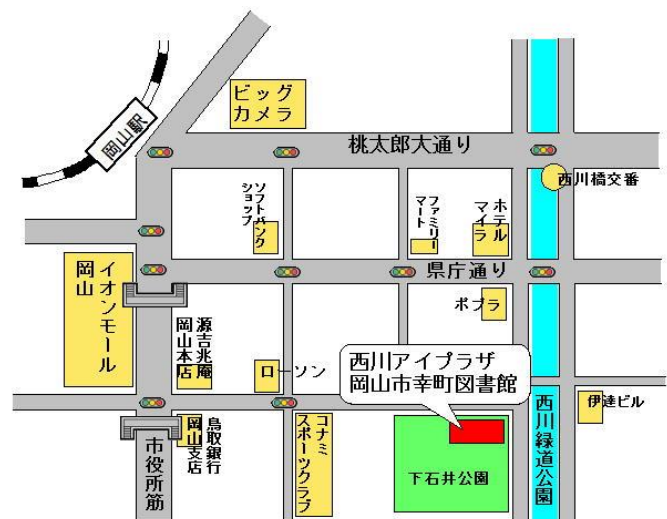 ビッグ
カメラ
岡山駅
桃太郎大通り
西川橋交番
ソフトバンク
ショップ
ファミリー
マート
ホテル
マイラ
県庁通り
イオンモール
岡山
ポプラ
源吉兆庵
岡山本店
ローソン
西川アイプラザ
岡山市幸町図書館
伊達ビル
鳥取銀行
岡山支店
コナミ
スポーツクラブ
下石井公園
西川緑道公園
市役所筋